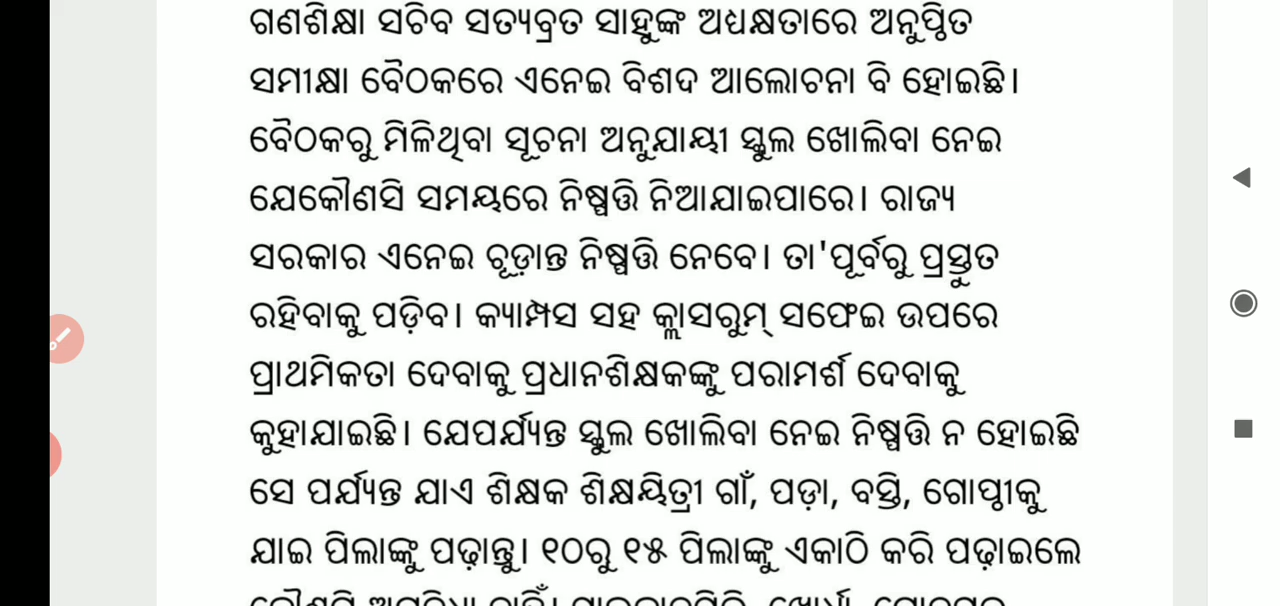 ଗଣଶିକ୍ଷା ସଚିବ ସତ୍ୟବ୍ରତ ସାହୁଙ୍କ ଅଧ୍ୟକ୍ଷତାରେ ଅନୁଷ୍ଠିତ
ସମୀକ୍ଷା ବୈଠକରେ ଏନେଇ ବିଶଦ ଆଲୋଚନା ବି ହୋଇଛି।
ବୈଠକରୁ ମିଳିଥିବା ସୂଚନା ଅନୁଯାୟୀ ସ୍କୁଲ ଖୋଲିବା ନେଇ
ଯେକୌଣସି ସମୟରେ ନିଷ୍ପତ୍ତି ନିଆଯାଇପାରେ। ରାଜ୍ୟ
ସରକାର ଏନେଇ ଚୂଡ଼ାନ୍ତ ନିଷ୍ପତ୍ତି ନେବେ। ତା'ପୂର୍ବରୁ ପ୍ରସ୍ତୁତ
ରହିବାକୁ ପଡ଼ିବ। କ୍ୟାମ୍ପସ ସହ କ୍ଲାସରୁମ୍ ସଫେଇ ଉପରେ
ପ୍ରାଥମିକତା ଦେବାକୁ ପ୍ରଧାନଶିକ୍ଷକଙ୍କୁ ପରାମର୍ଶ ଦେବାକୁ
କୁହାଯାଇଛି। ଯେପର୍ଯ୍ୟନ୍ତ ସ୍କୁଲ ଖୋଲିବା ନେଇ ନିଷ୍ପତ୍ତି ନ ହୋଇଛି
ସେ ପର୍ଯ୍ୟନ୍ତ ଯାଏ ଶିକ୍ଷକ ଶିକ୍ଷୟିତ୍ରୀ ଗାଁ, ପଡ଼ା, ବସ୍ତି, ଗୋଷ୍ଠୀକୁ
ଯାଇ ପିଲାଙ୍କୁ ପଢ଼ାନ୍ତୁ। ୧୦ରୁ ୧୫ ପିଲାଙ୍କୁ ଏକାଠି କରି ପଢ଼ାଇଲେ